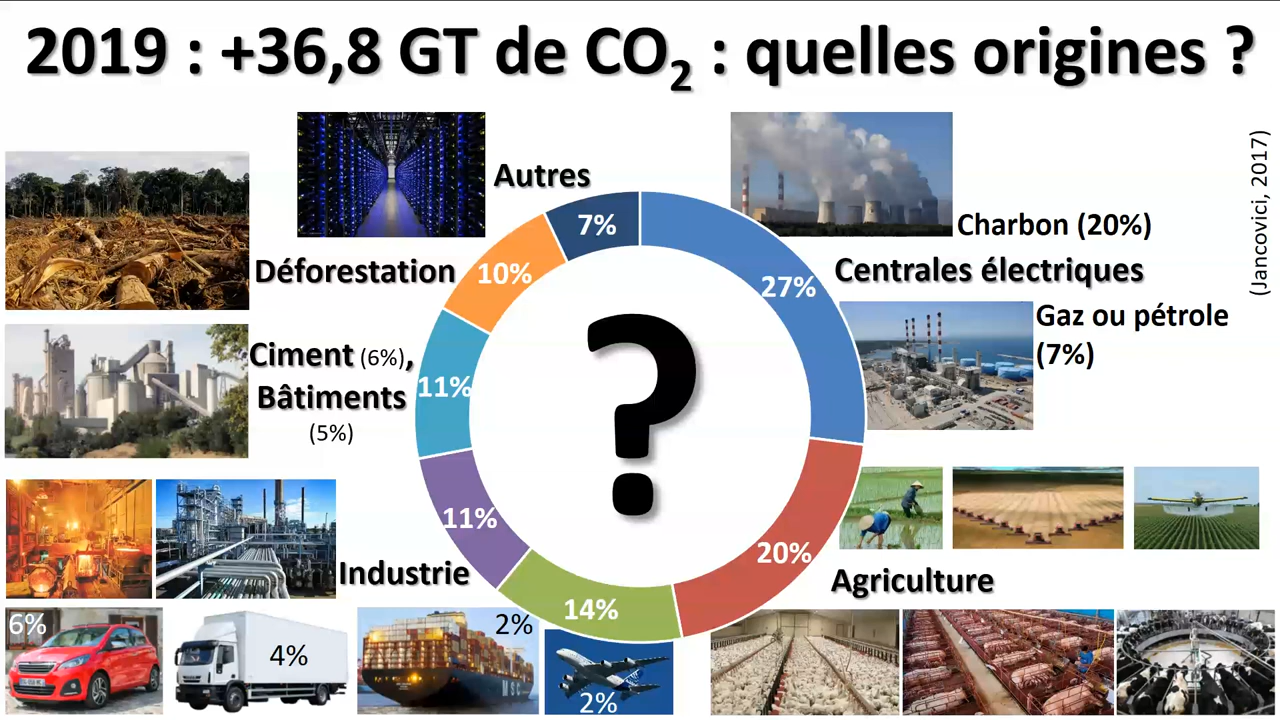 2019 : +36,8 GT de CO₂ : quelles origines ?
(Jancovici, 2017)
Autres
7%
Charbon (20%)
Centrales électriques
27%
Gaz ou pétrole
(7%)
Déforestation
10%
Ciment (6%),
Bâtiments
(5%)
11%
11%
Industrie
14%
20%
Agriculture
6%
4%
2%
2%
MSC